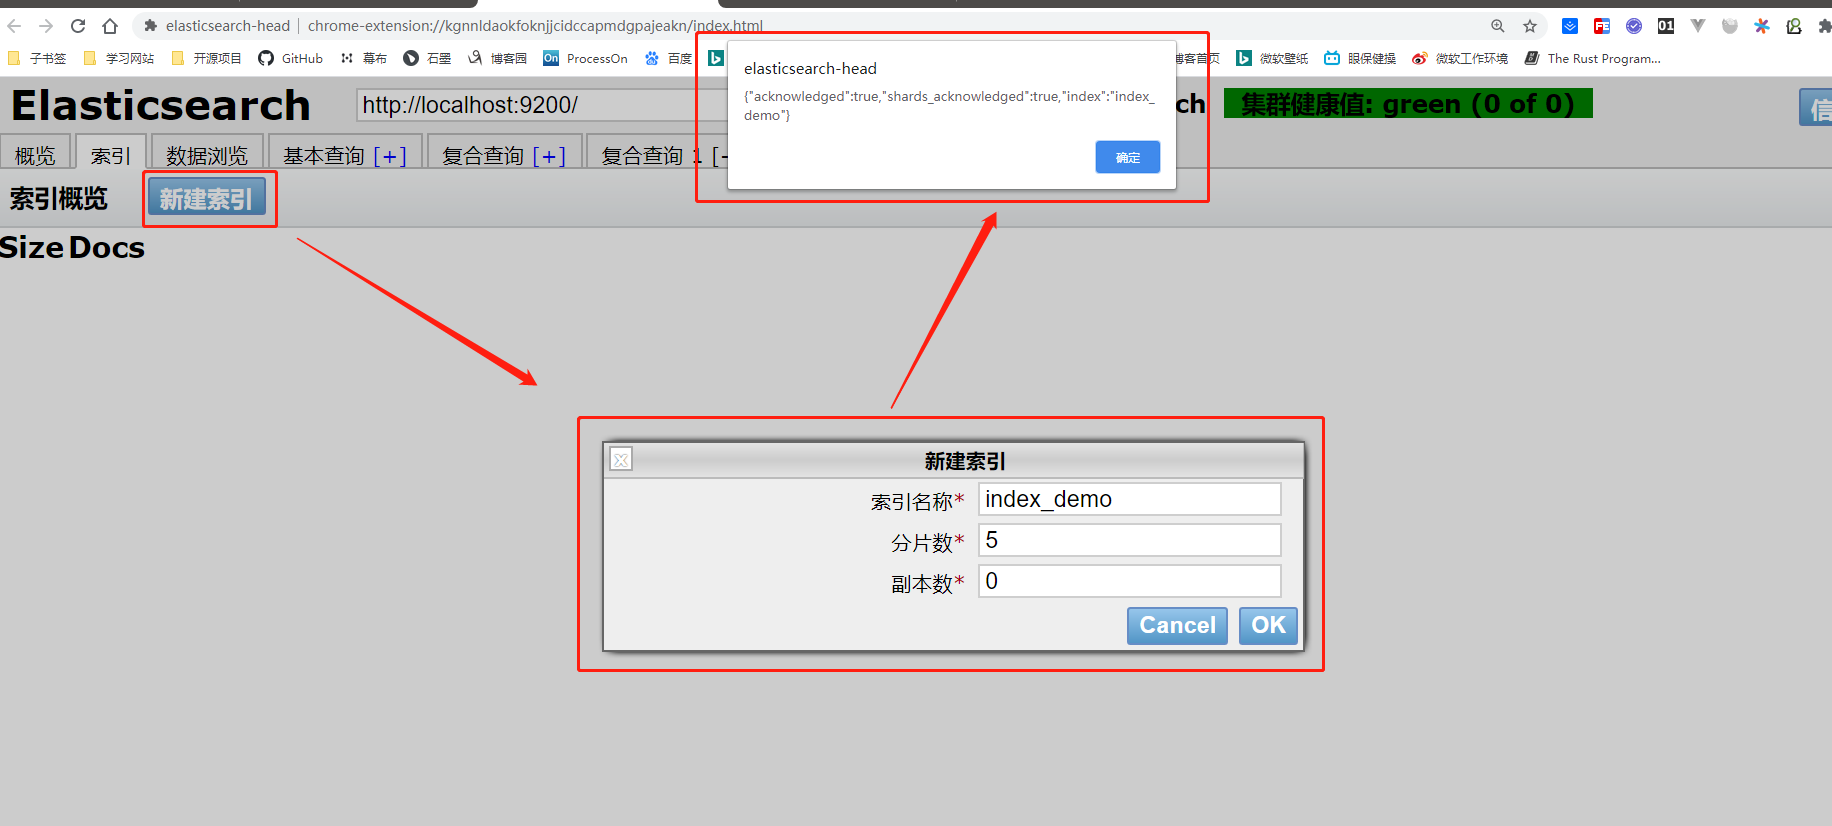 elasticsearch-head | chrome-extension://kgnnldaokfoknjjcidccapmdgpajeakn/index.html
子书签 学习网站 开源项目 GitHub 幕布 石墨 博客园 On ProcessOn 百度 博客首页 微软壁纸 眼保健操 微软工作环境 The Rust Program...
elasticsearch-head
{"acknowledged":true,"shards_acknowledged":true,"index":"index_
demo"}
确定
Elasticsearch http://localhost:9200/ ch 集群健康值: green (0 of 0) 信
概览 索引 数据浏览 基本查询 [+] 复合查询 [+] 复合查询 1 [-
索引概览 新建索引
Size Docs
新建索引
索引名称* index_demo
分片数* 5
副本数* 0
Cancel OK